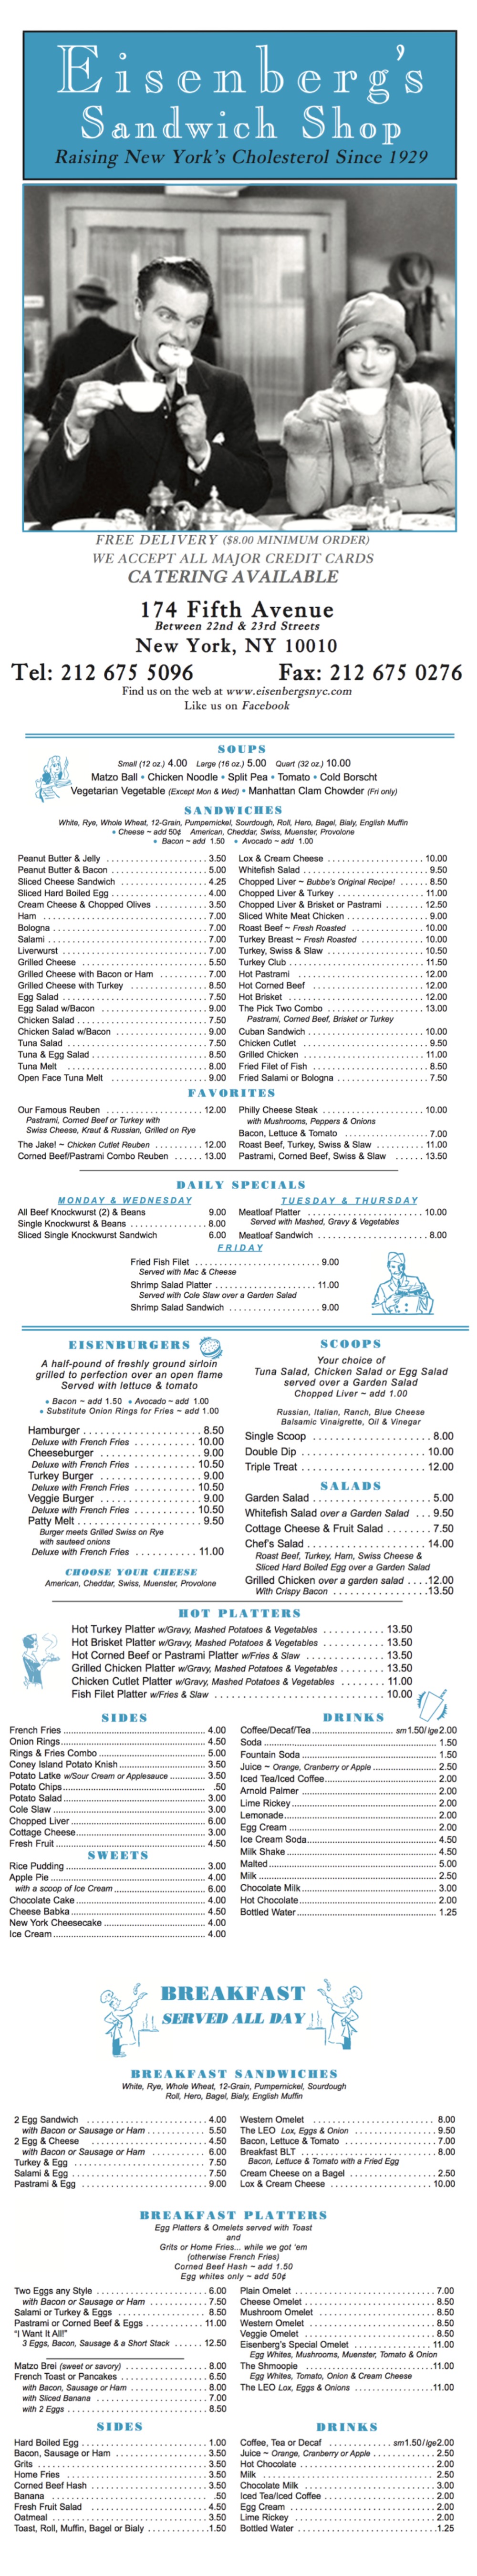 Eisenberg's
Sandwich Shop
Raising New York's Cholesterol Since 1929
FREE DELIVERY ($8.00 MINIMUM ORDER)
WE ACCEPT ALL MAJOR CREDIT CARDS
CATERING AVAILABLE
174 Fifth Avenue
Between 22nd & 23rd Streets
New York, NY 10010
Tel: 212 675 5096 Fax: 212 675 0276
Find us on the web at www.eisenbergsnyc.com
Like us on Facebook
SOUPS
Small (12 oz.) 4.00 Large (16 oz.) 5.00 Quart (32 oz.) 10.00
Matzo Ball • Chicken Noodle • Split Pea • Tomato • Cold Borscht
Vegetarian Vegetable (Except Mon & Wed) • Manhattan Clam Chowder (Fri only)
SANDWICHES
White, Rye, Whole Wheat, 12-Grain, Pumpernickel, Sourdough, Roll, Hero, Bagel, Bialy, English Muffin
• Cheese ~ add 50¢ American, Cheddar, Swiss, Muenster, Provolone
• Bacon ~ add 1.50 • Avocado ~ add 1.00
Peanut Butter & Jelly 3.50
Peanut Butter & Bacon 5.00
Sliced Cheese Sandwich 4.25
Sliced Hard Boiled Egg 4.00
Cream Cheese & Chopped Olives 3.50
Ham 7.00
Bologna 7.00
Salami 7.00
Liverwurst 7.00
Grilled Cheese 5.50
Grilled Cheese with Bacon or Ham 7.00
Grilled Cheese with Turkey 8.50
Egg Salad 7.50
Egg Salad w/Bacon 9.00
Chicken Salad 7.50
Chicken Salad w/Bacon 9.00
Tuna Salad 7.50
Tuna & Egg Salad 8.50
Tuna Melt 8.00
Open Face Tuna Melt 9.00
Lox & Cream Cheese 10.00
Whitefish Salad 9.50
Chopped Liver ~ Bubbe's Original Recipe! 8.50
Chopped Liver & Turkey 11.00
Chopped Liver & Brisket or Pastrami 12.50
Sliced White Meat Chicken 9.00
Roast Beef ~ Fresh Roasted 10.00
Turkey Breast ~ Fresh Roasted 10.00
Turkey, Swiss & Slaw 10.50
Turkey Club 11.50
Hot Pastrami 12.00
Hot Corned Beef 12.00
Hot Brisket 12.00
The Pick Two Combo 13.00
Pastrami, Corned Beef, Brisket or Turkey
Cuban Sandwich 10.00
Chicken Cutlet 9.50
Grilled Chicken 11.00
Fried Filet of Fish 8.50
Fried Salami or Bologna 7.50
FAVORITES
Our Famous Reuben 12.00
Pastrami, Corned Beef or Turkey with
Swiss Cheese, Kraut & Russian, Grilled on Rye
The Jake! ~ Chicken Cutlet Reuben 12.00
Corned Beef/Pastrami Combo Reuben 13.00
Philly Cheese Steak 10.00
with Mushrooms, Peppers & Onions
Bacon, Lettuce & Tomato 7.00
Roast Beef, Turkey, Swiss & Slaw 11.00
Pastrami, Corned Beef, Swiss & Slaw 13.50
DAILY SPECIALS
MONDAY & WEDNESDAY
All Beef Knockwurst (2) & Beans 9.00
Single Knockwurst & Beans 8.00
Sliced Single Knockwurst Sandwich 6.00
TUESDAY & THURSDAY
Meatloaf Platter 10.00
Served with Mashed, Gravy & Vegetables
Meatloaf Sandwich 8.00
FRIDAY
Fried Fish Filet 9.00
Served with Mac & Cheese
Shrimp Salad Platter 11.00
Served with Cole Slaw over a Garden Salad
Shrimp Salad Sandwich 9.00
EISENBURGERS
A half-pound of freshly ground sirloin
grilled to perfection over an open flame
Served with lettuce & tomato
• Bacon ~ add 1.50 • Avocado ~ add 1.00
• Substitute Onion Rings for Fries ~ add 1.00
Hamburger 8.50
Deluxe with French Fries 10.00
Cheeseburger 9.00
Deluxe with French Fries 10.50
Turkey Burger 9.00
Deluxe with French Fries 10.50
Veggie Burger 9.00
Deluxe with French Fries 10.50
Patty Melt 9.50
Burger meets Grilled Swiss on Rye
with sauteed onions
Deluxe with French Fries 11.00
CHOOSE YOUR CHEESE
American, Cheddar, Swiss, Muenster, Provolone
SCOOPS
Your choice of
Tuna Salad, Chicken Salad or Egg Salad
served over a Garden Salad
Chopped Liver ~ add 1.00
Russian, Italian, Ranch, Blue Cheese
Balsamic Vinaigrette, Oil & Vinegar
Single Scoop 8.00
Double Dip 10.00
Triple Treat 12.00
SALADS
Garden Salad 5.00
Whitefish Salad over a Garden Salad 9.50
Cottage Cheese & Fruit Salad 7.50
Chef's Salad 14.00
Roast Beef, Turkey, Ham, Swiss Cheese &
Sliced Hard Boiled Egg over a Garden Salad
Grilled Chicken over a garden salad 12.00
With Crispy Bacon 13.50
HOT PLATTERS
Hot Turkey Platter w/Gravy, Mashed Potatoes & Vegetables 13.50
Hot Brisket Platter w/Gravy, Mashed Potatoes & Vegetables 13.50
Hot Corned Beef or Pastrami Platter w/Fries & Slaw 13.50
Grilled Chicken Platter w/Gravy, Mashed Potatoes & Vegetables 13.50
Chicken Cutlet Platter w/Gravy, Mashed Potatoes & Vegetables 11.00
Fish Filet Platter w/Fries & Slaw 10.00
SIDES
French Fries 4.00
Onion Rings 4.50
Rings & Fries Combo 5.00
Coney Island Potato Knish 3.50
Potato Latke w/Sour Cream or Applesauce 3.50
Potato Chips .50
Potato Salad 3.00
Cole Slaw 3.00
Chopped Liver 6.00
Cottage Cheese 3.00
Fresh Fruit 4.50
SWEETS
Rice Pudding 3.00
Apple Pie 4.00
with a scoop of Ice Cream 6.00
Chocolate Cake 4.00
Cheese Babka 4.50
New York Cheesecake 4.00
Ice Cream 4.00
DRINKS
Coffee/Decaf/Tea sm1.50/lge2.00
Soda 1.50
Fountain Soda 1.50
Juice ~ Orange, Cranberry or Apple 2.50
Iced Tea/Iced Coffee 2.00
Arnold Palmer 2.00
Lime Rickey 2.00
Lemonade 2.00
Egg Cream 2.00
Ice Cream Soda 4.50
Milk Shake 4.50
Malted 5.00
Milk 2.50
Chocolate Milk 3.00
Hot Chocolate 2.00
Bottled Water 1.25
BREAKFAST
SERVED ALL DAY
BREAKFAST SANDWICHES
White, Rye, Whole Wheat, 12-Grain, Pumpernickel, Sourdough
Roll, Hero, Bagel, Bialy, English Muffin
2 Egg Sandwich 4.00
with Bacon or Sausage or Ham 5.50
2 Egg & Cheese 4.50
with Bacon or Sausage or Ham 6.00
Turkey & Egg 7.50
Salami & Egg 7.50
Pastrami & Egg 9.00
Western Omelet 8.00
The LEO Lox, Eggs & Onion 9.50
Bacon, Lettuce & Tomato 7.00
Breakfast BLT 8.00
Bacon, Lettuce & Tomato with a Fried Egg
Cream Cheese on a Bagel 2.50
Lox & Cream Cheese 10.00
BREAKFAST PLATTERS
Egg Platters & Omelets served with Toast
and
Grits or Home Fries... while we got 'em
(otherwise French Fries)
Corned Beef Hash ~ add 1.50
Egg whites only ~ add 50¢
Two Eggs any Style 6.00
with Bacon or Sausage or Ham 7.50
Salami or Turkey & Eggs 8.50
Pastrami or Corned Beef & Eggs 11.00
"I Want It All!"
3 Eggs, Bacon, Sausage & a Short Stack 12.50
Matzo Brei (sweet or savory) 8.00
French Toast or Pancakes 6.50
with Bacon, Sausage or Ham 8.00
with Sliced Banana 7.00
with 2 Eggs 8.50
Plain Omelet 7.00
Cheese Omelet 8.50
Mushroom Omelet 8.50
Western Omelet 8.50
Veggie Omelet 8.50
Eisenberg's Special Omelet 11.00
Egg Whites, Mushrooms, Muenster, Tomato & Onion
The Shmoopie 11.00
Egg Whites, Tomato, Onion & Cream Cheese
The LEO Lox, Eggs & Onions 11.00
SIDES
Hard Boiled Egg 1.00
Bacon, Sausage or Ham 3.50
Grits 3.50
Home Fries 3.50
Corned Beef Hash 3.50
Banana .50
Fresh Fruit Salad 4.50
Oatmeal 3.50
Toast, Roll, Muffin, Bagel or Bialy 1.50
DRINKS
Coffee, Tea or Decaf sm1.50/lge2.00
Juice ~ Orange, Cranberry or Apple 2.50
Hot Chocolate 2.00
Milk 2.50
Chocolate Milk 3.00
Iced Tea/Iced Coffee 2.00
Egg Cream 2.00
Lime Rickey 2.00
Bottled Water 1.25